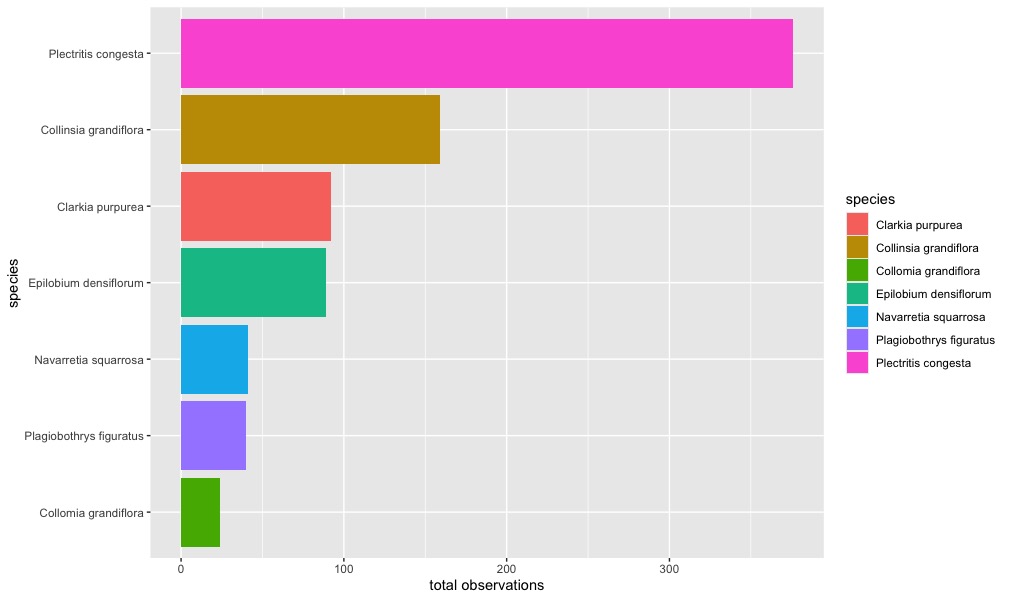 Plectritis congesta
Collinsia grandiflora
Clarkia purpurea
Epilobium densiflorum
Navarretia squarrosa
Plagiobothrys figuratus
Collomia grandiflora
species
0 100 200 300
total observations
species
Clarkia purpurea
Collinsia grandiflora
Collomia grandiflora
Epilobium densiflorum
Navarretia squarrosa
Plagiobothrys figuratus
Plectritis congesta